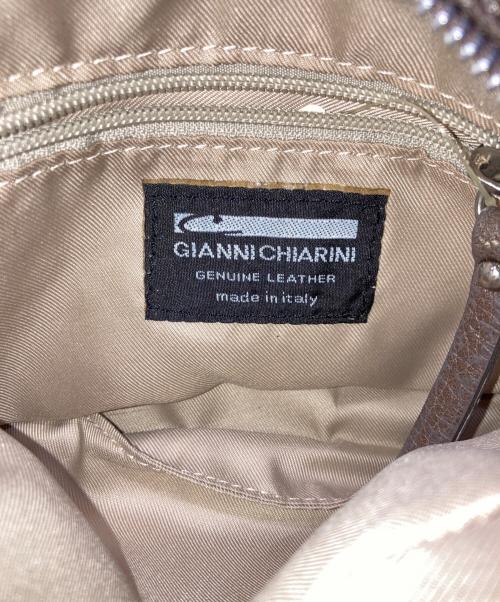 GIANNI CHIARINI
GENUINE LEATHER
made in italy